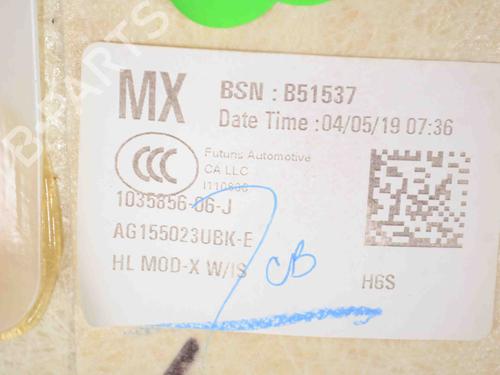 MX
BSN : B51537
Date Time : 04/05/19 07:36
CCC
Futuris Automotive
CA LLC
1035856-06-J
AG155023UBK-E
HL MOD-X W/IS
CB
H6S
B-PARTS